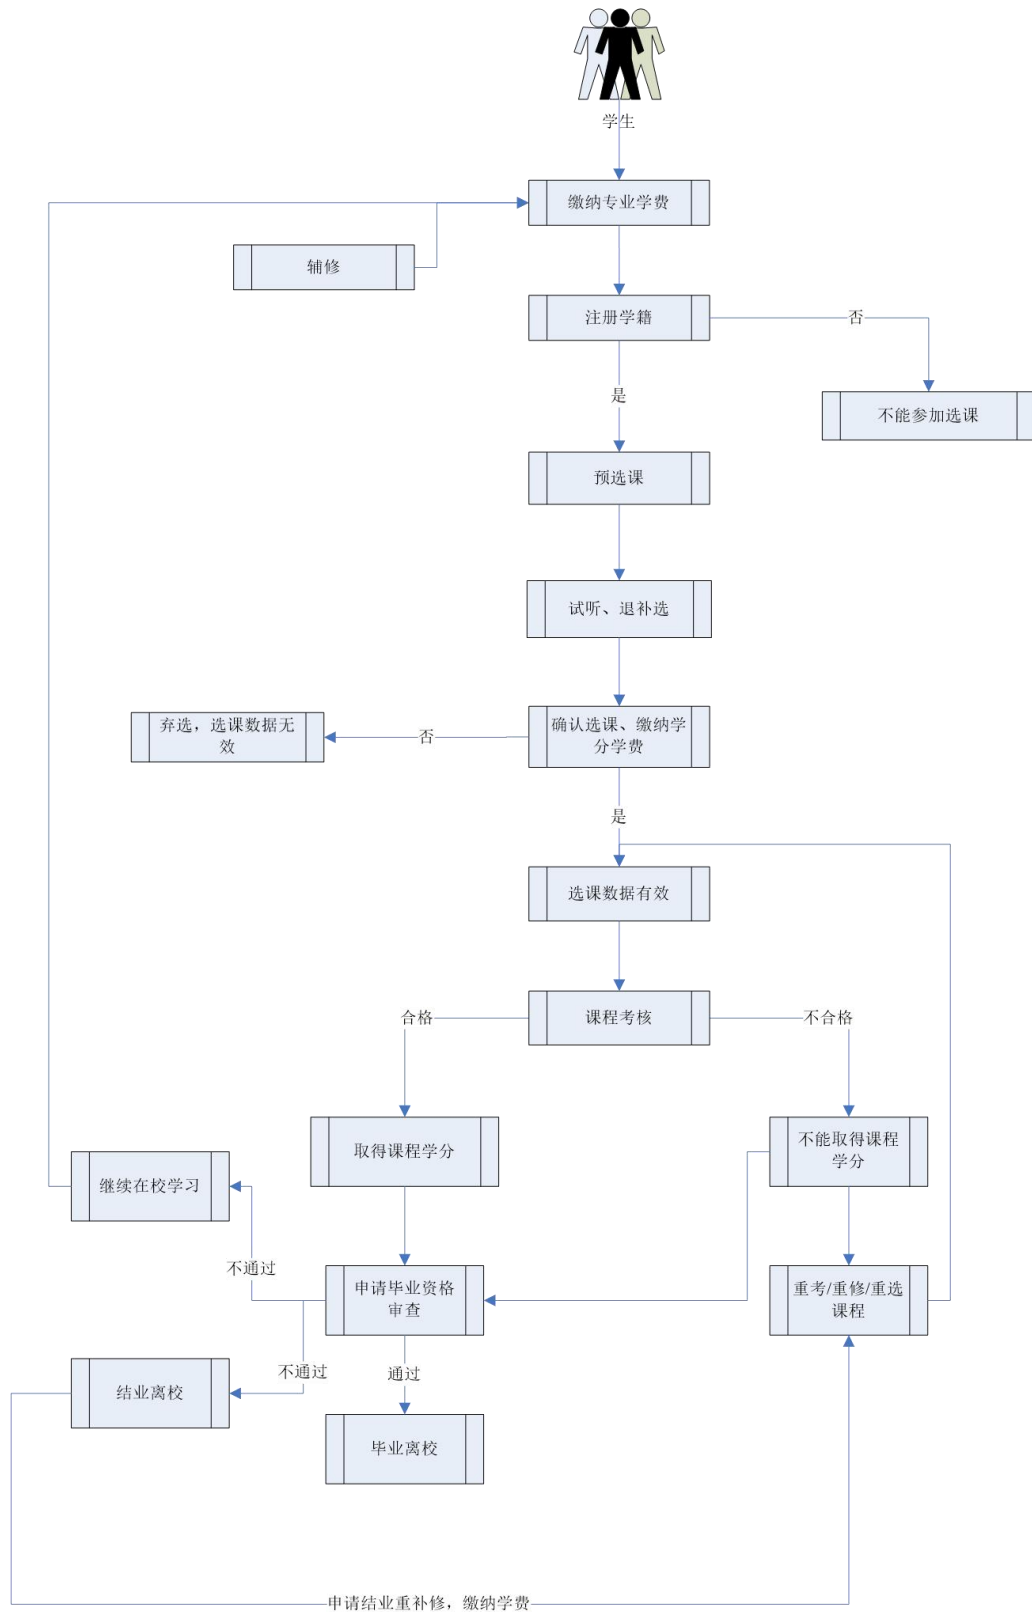 学生
缴纳专业学费
辅修
注册学籍
否
是
不能参加选课
预选课
试听、退补选
弃选，选课数据无
效
否
确认选课、缴纳学
分学费
是
选课数据有效
合格
课程考核
不合格
取得课程学分
不能取得课程
学分
继续在校学习
不通过
申请毕业资格
审查
重考/重修/重选
课程
不通过
通过
结业离校
毕业离校
申请结业重补修，缴纳学费